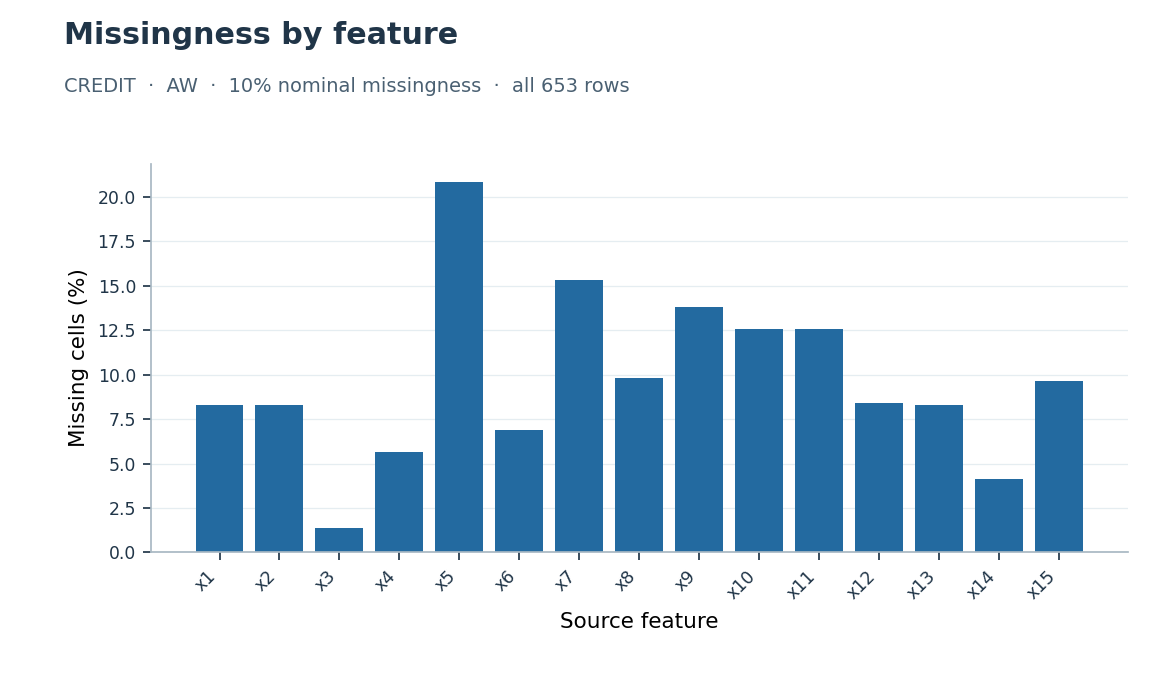 Missingness by feature
CREDIT · AW · 10% nominal missingness · all 653 rows
Missing cells (%)
20.0
17.5
15.0
12.5
10.0
7.5
5.0
2.5
0.0
x1 x2 x3 x4 x5 x6 x7 x8 x9 x10 x11 x12 x13 x14 x15
Source feature